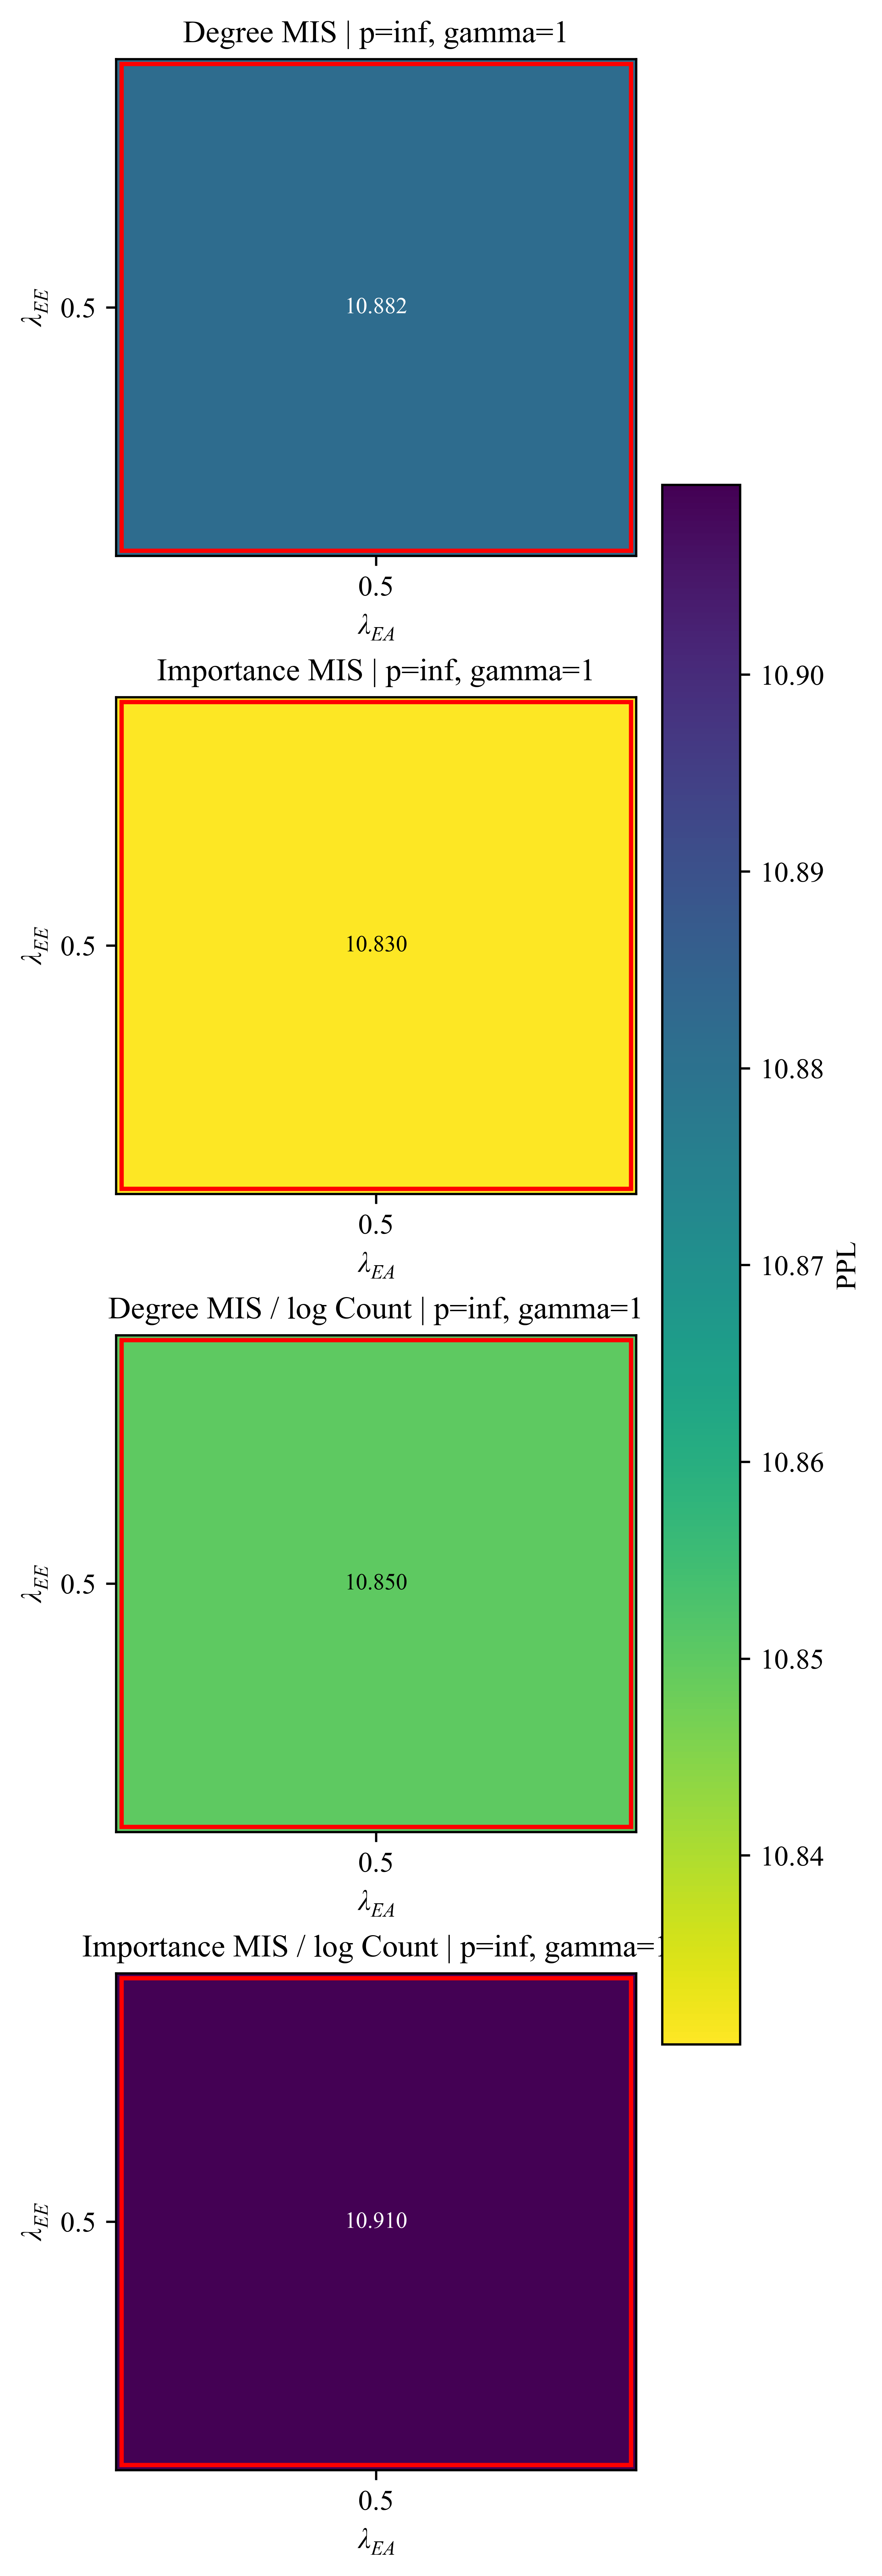 Degree MIS | p=inf, gamma=1
λEE
0.5
10.882
0.5
λEA
Importance MIS | p=inf, gamma=1
λEE
0.5
10.830
0.5
λEA
Degree MIS / log Count | p=inf, gamma=1
λEE
0.5
10.850
0.5
λEA
Importance MIS / log Count | p=inf, gamma=1
λEE
0.5
10.910
0.5
λEA
10.90
10.89
10.88
10.87
10.86
10.85
10.84
PPL